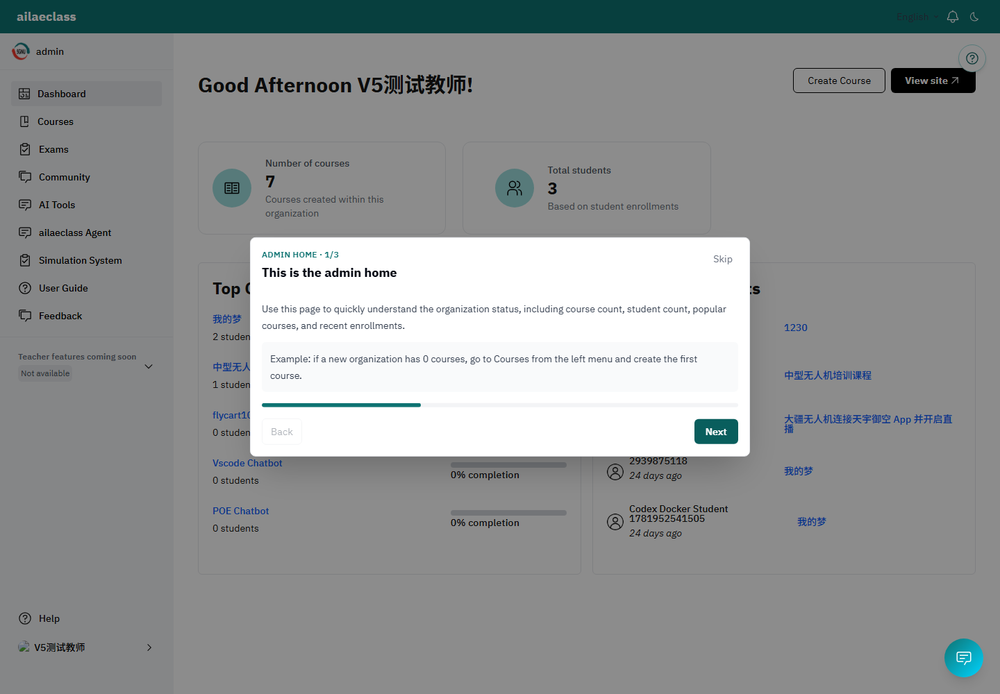 ailaeclass
English
admin
Dashboard
Courses
Exams
Community
AI Tools
ailaeclass Agent
Simulation System
User Guide
Feedback
Teacher features coming soon
Not available
Help
V5测试教师
Good Afternoon V5测试教师!
Create Course
View site
Number of courses
7
Courses created within this
organization
Total students
3
Based on student enrollments
ADMIN HOME · 1/3
Skip
This is the admin home
Use this page to quickly understand the organization status, including course count, student count, popular
courses, and recent enrollments.
Example: if a new organization has 0 courses, go to Courses from the left menu and create the first
course.
Back
Next
Top
我的梦
2 studen
中型无人
1 studen
flycart10
0 studen
Vscode Chatbot
0 students
0% completion
POE Chatbot
0 students
0% completion
ts
1230
中型无人机培训课程
大疆无人机连接天宇御空 App 并开启直
播
2939875118
24 days ago
我的梦
Codex Docker Student
1781952541505
24 days ago
我的梦